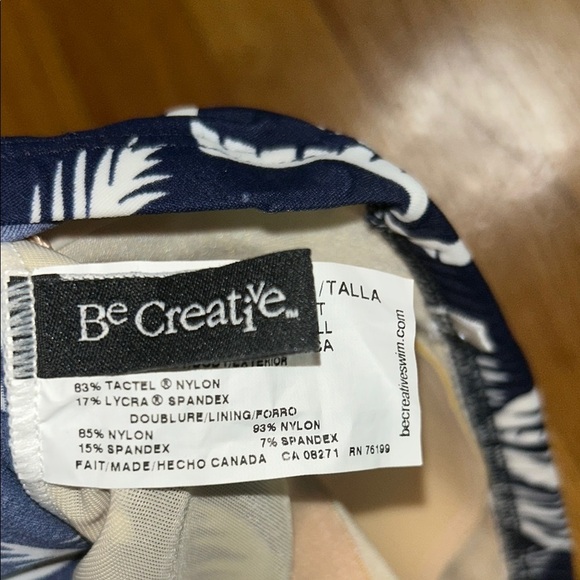 Be Creative™
/TALLA
83% TACTEL ® NYLON
17% LYCRA ® SPANDEX
DOUBLURE/LINING/FORRO
85% NYLON 93% NYLON
15% SPANDEX 7% SPANDEX
FAIT/MADE/HECHO CANADA CA 08271 RN 76199
becreativeswim.com